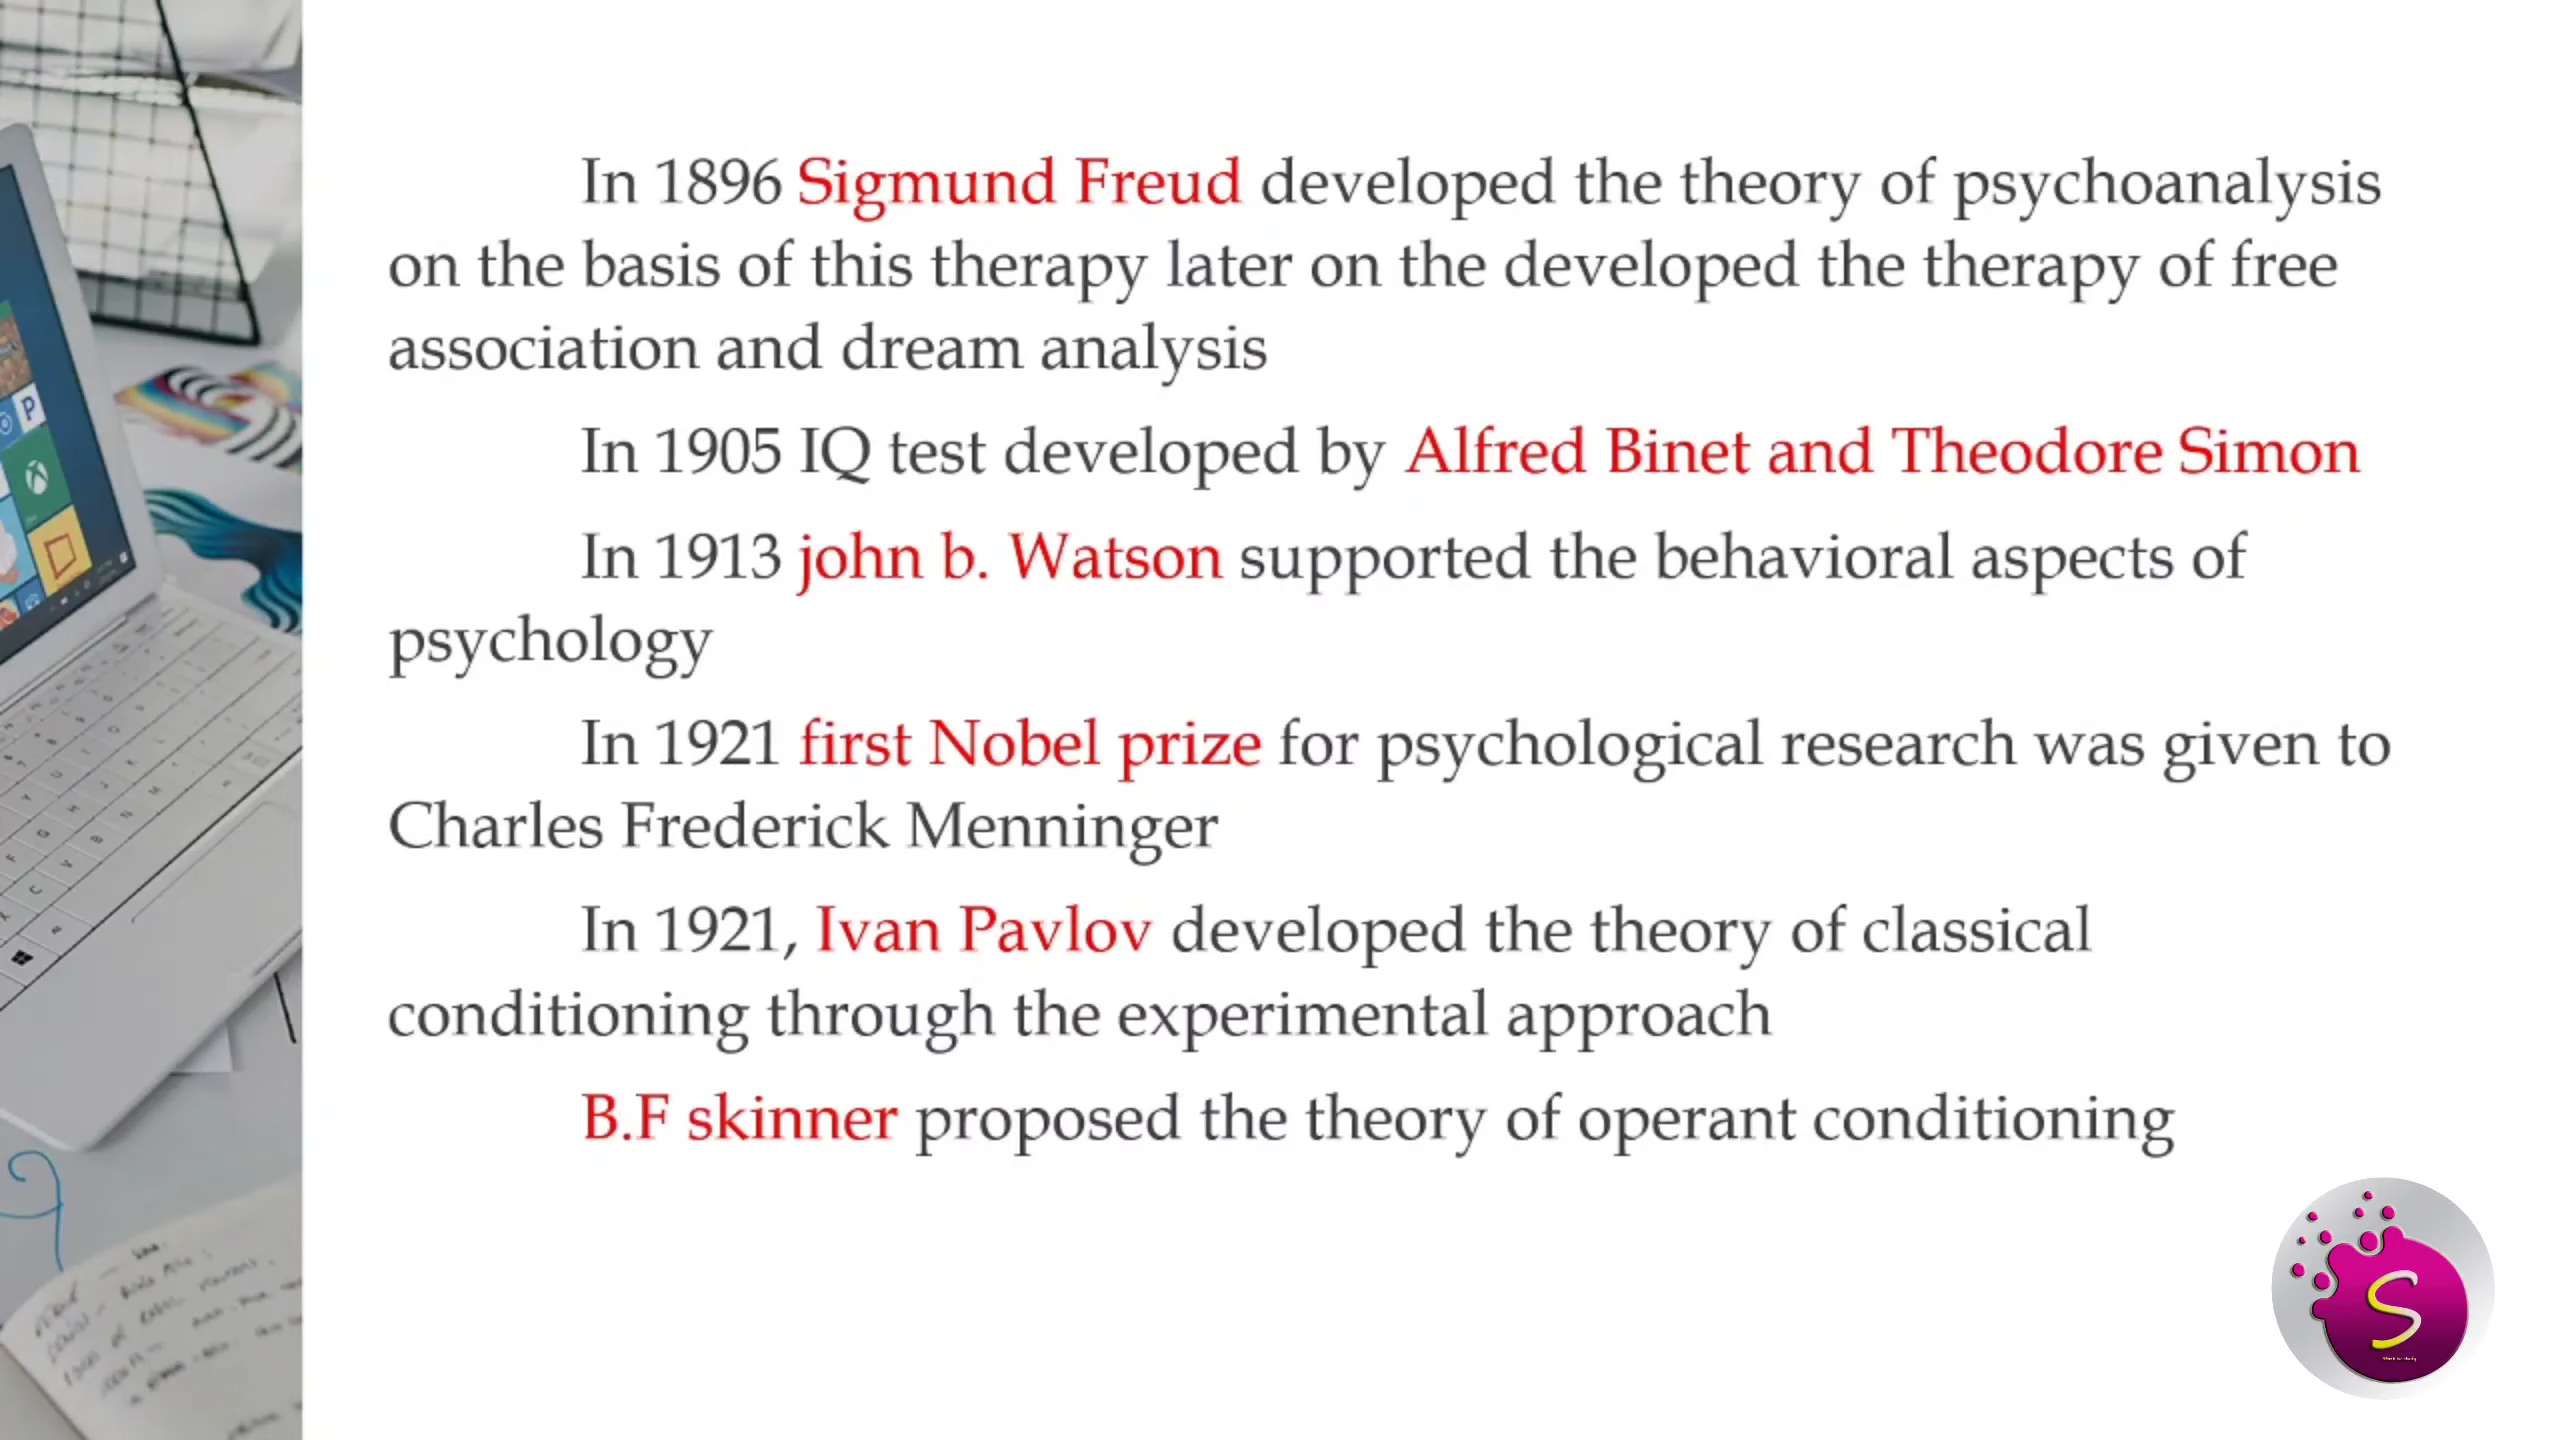 In 1896 Sigmund Freud developed the theory of psychoanalysis
on the basis of this therapy later on the developed the therapy of free
association and dream analysis
In 1905 IQ test developed by Alfred Binet and Theodore Simon
In 1913 john b. Watson supported the behavioral aspects of
psychology
In 1921 first Nobel prize for psychological research was given to
Charles Frederick Menninger
In 1921, Ivan Pavlov developed the theory of classical
conditioning through the experimental approach
B.F skinner proposed the theory of operant conditioning
S